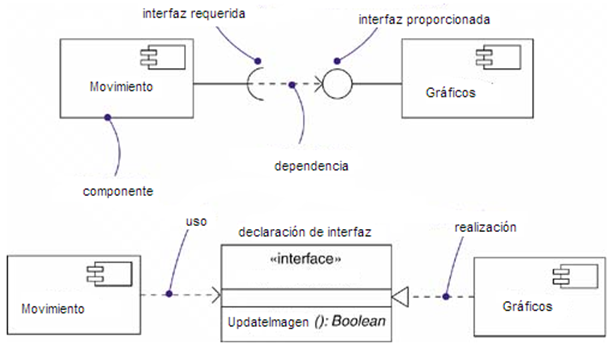 interfaz requerida
interfaz proporcionada
Movimiento
Gráficos
dependencia
componente
uso
declaración de interfaz
realización
«interface»
Movimiento
UpdateImagen (): Boolean
Gráficos